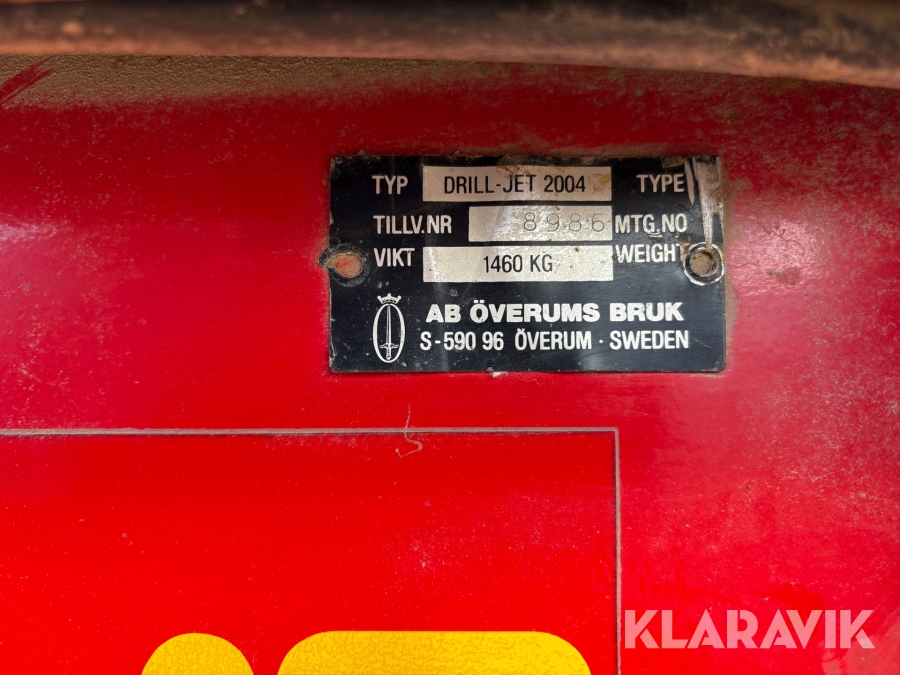 TYP DRILL-JET 2004 TYPE
TILLV.NR 8986 MTG.NO
VIKT 1460 KG WEIGHT
AB ÖVERUMS BRUK
S-590 96 ÖVERUM · SWEDEN
KLARAVIK